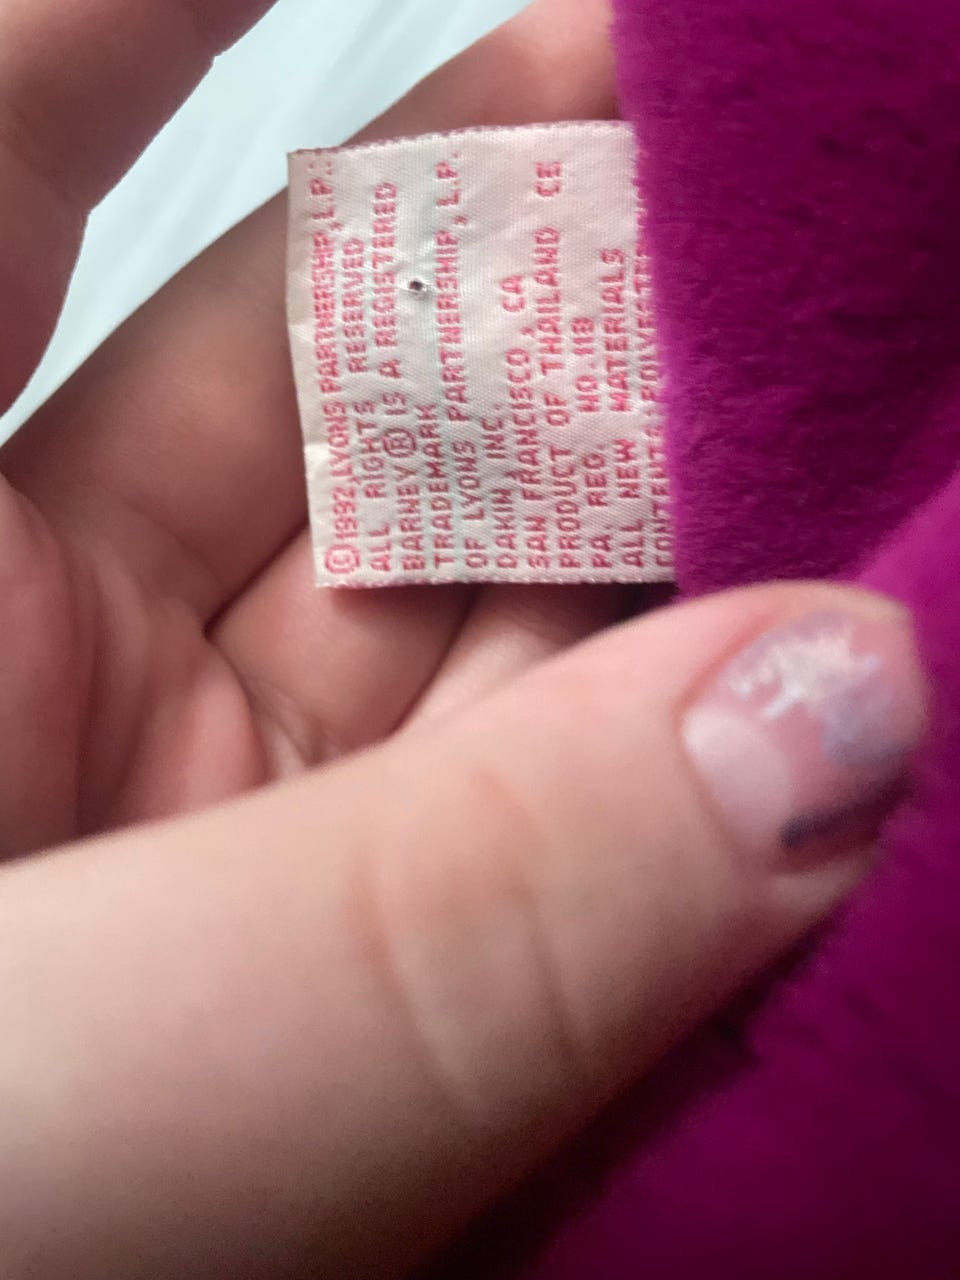 ©1992 LYONS PARTNERSHIP, L.P.:
ALL RIGHTS RESERVED
BARNEY® IS A REGISTERED
TRADEMARK
OF LYONS PARTNERSHIP, L.P.
DAKIN INC.
SAN FRANCISCO, CA
PRODUCT OF THAILAND CE
PA. REG. NO. 118
ALL NEW MATERIALS